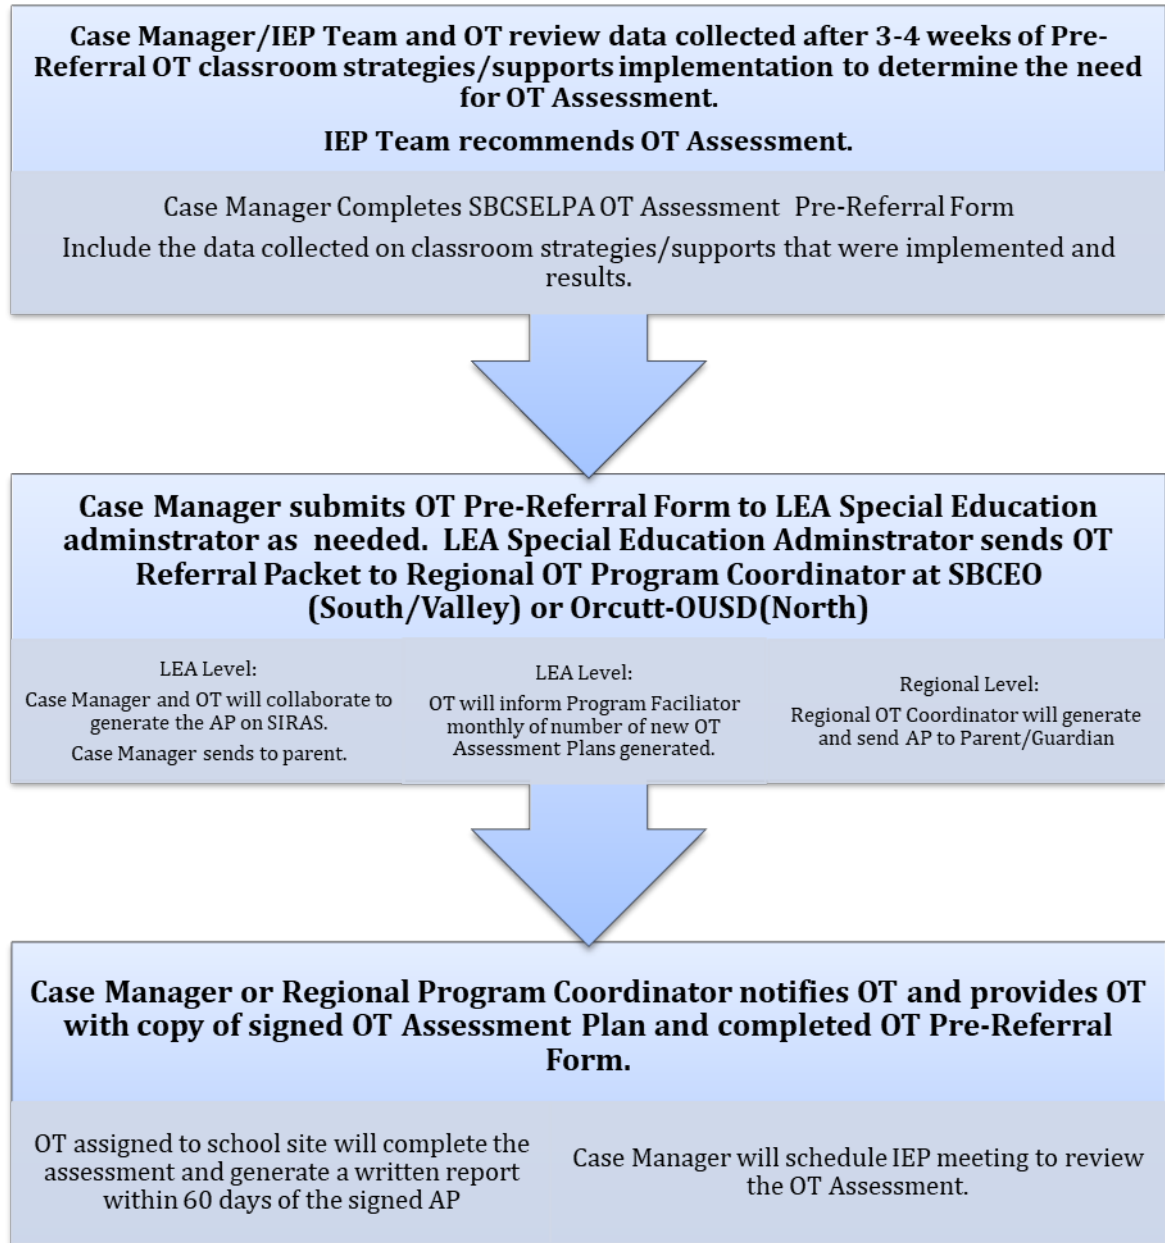 Case Manager/IEP Team and OT review data collected after 3-4 weeks of Pre-
Referral OT classroom strategies/supports implementation to determine the need
for OT Assessment.
IEP Team recommends OT Assessment.
Case Manager Completes SBCSELPA OT Assessment Pre-Referral Form
Include the data collected on classroom strategies/supports that were implemented and
results.
Case Manager submits OT Pre-Referral Form to LEA Special Education
adminstrator as needed. LEA Special Education Adminstrator sends OT
Referral Packet to Regional OT Program Coordinator at SBCEO
(South/Valley) or Orcutt-OUSD(North)
LEA Level:
Case Manager and OT will collaborate to
generate the AP on SIRAS.
Case Manager sends to parent.
LEA Level:
OT will inform Program Faciliator
monthly of number of new OT
Assessment Plans generated.
Regional Level:
Regional OT Coordinator will generate
and send AP to Parent/Guardian
Case Manager or Regional Program Coordinator notifies OT and provides OT
with copy of signed OT Assessment Plan and completed OT Pre-Referral
Form.
OT assigned to school site will complete the
assessment and generate a written report
within 60 days of the signed AP
Case Manager will schedule IEP meeting to review
the OT Assessment.